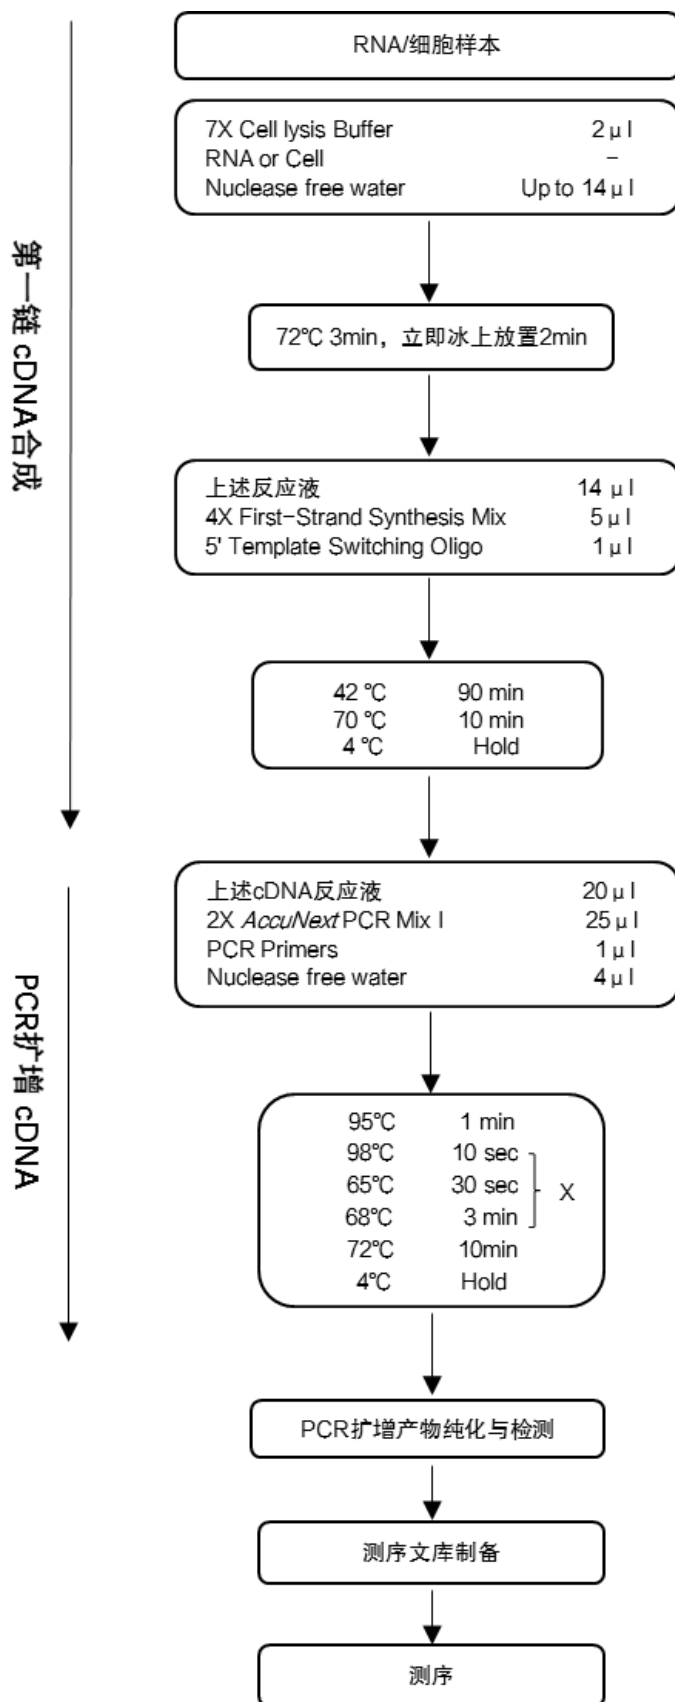 RNA/细胞样本
7X Cell lysis Buffer 2μl
RNA or Cell -
Nuclease free water Up to 14μl
第一链 cDNA合成
72℃ 3min，立即冰上放置2min
上述反应液 14 μl
4X First-Strand Synthesis Mix 5μl
5' Template Switching Oligo 1μl
42 ℃ 90 min
70 ℃ 10 min
4 ℃ Hold
PCR扩增 cDNA
上述cDNA反应液 20μl
2X AccuNext PCR Mix I 25μl
PCR Primers 1μl
Nuclease free water 4μl
95℃ 1 min
98℃ 10 sec
65℃ 30 sec X
68℃ 3 min
72℃ 10min
4℃ Hold
PCR扩增产物纯化与检测
测序文库制备
测序